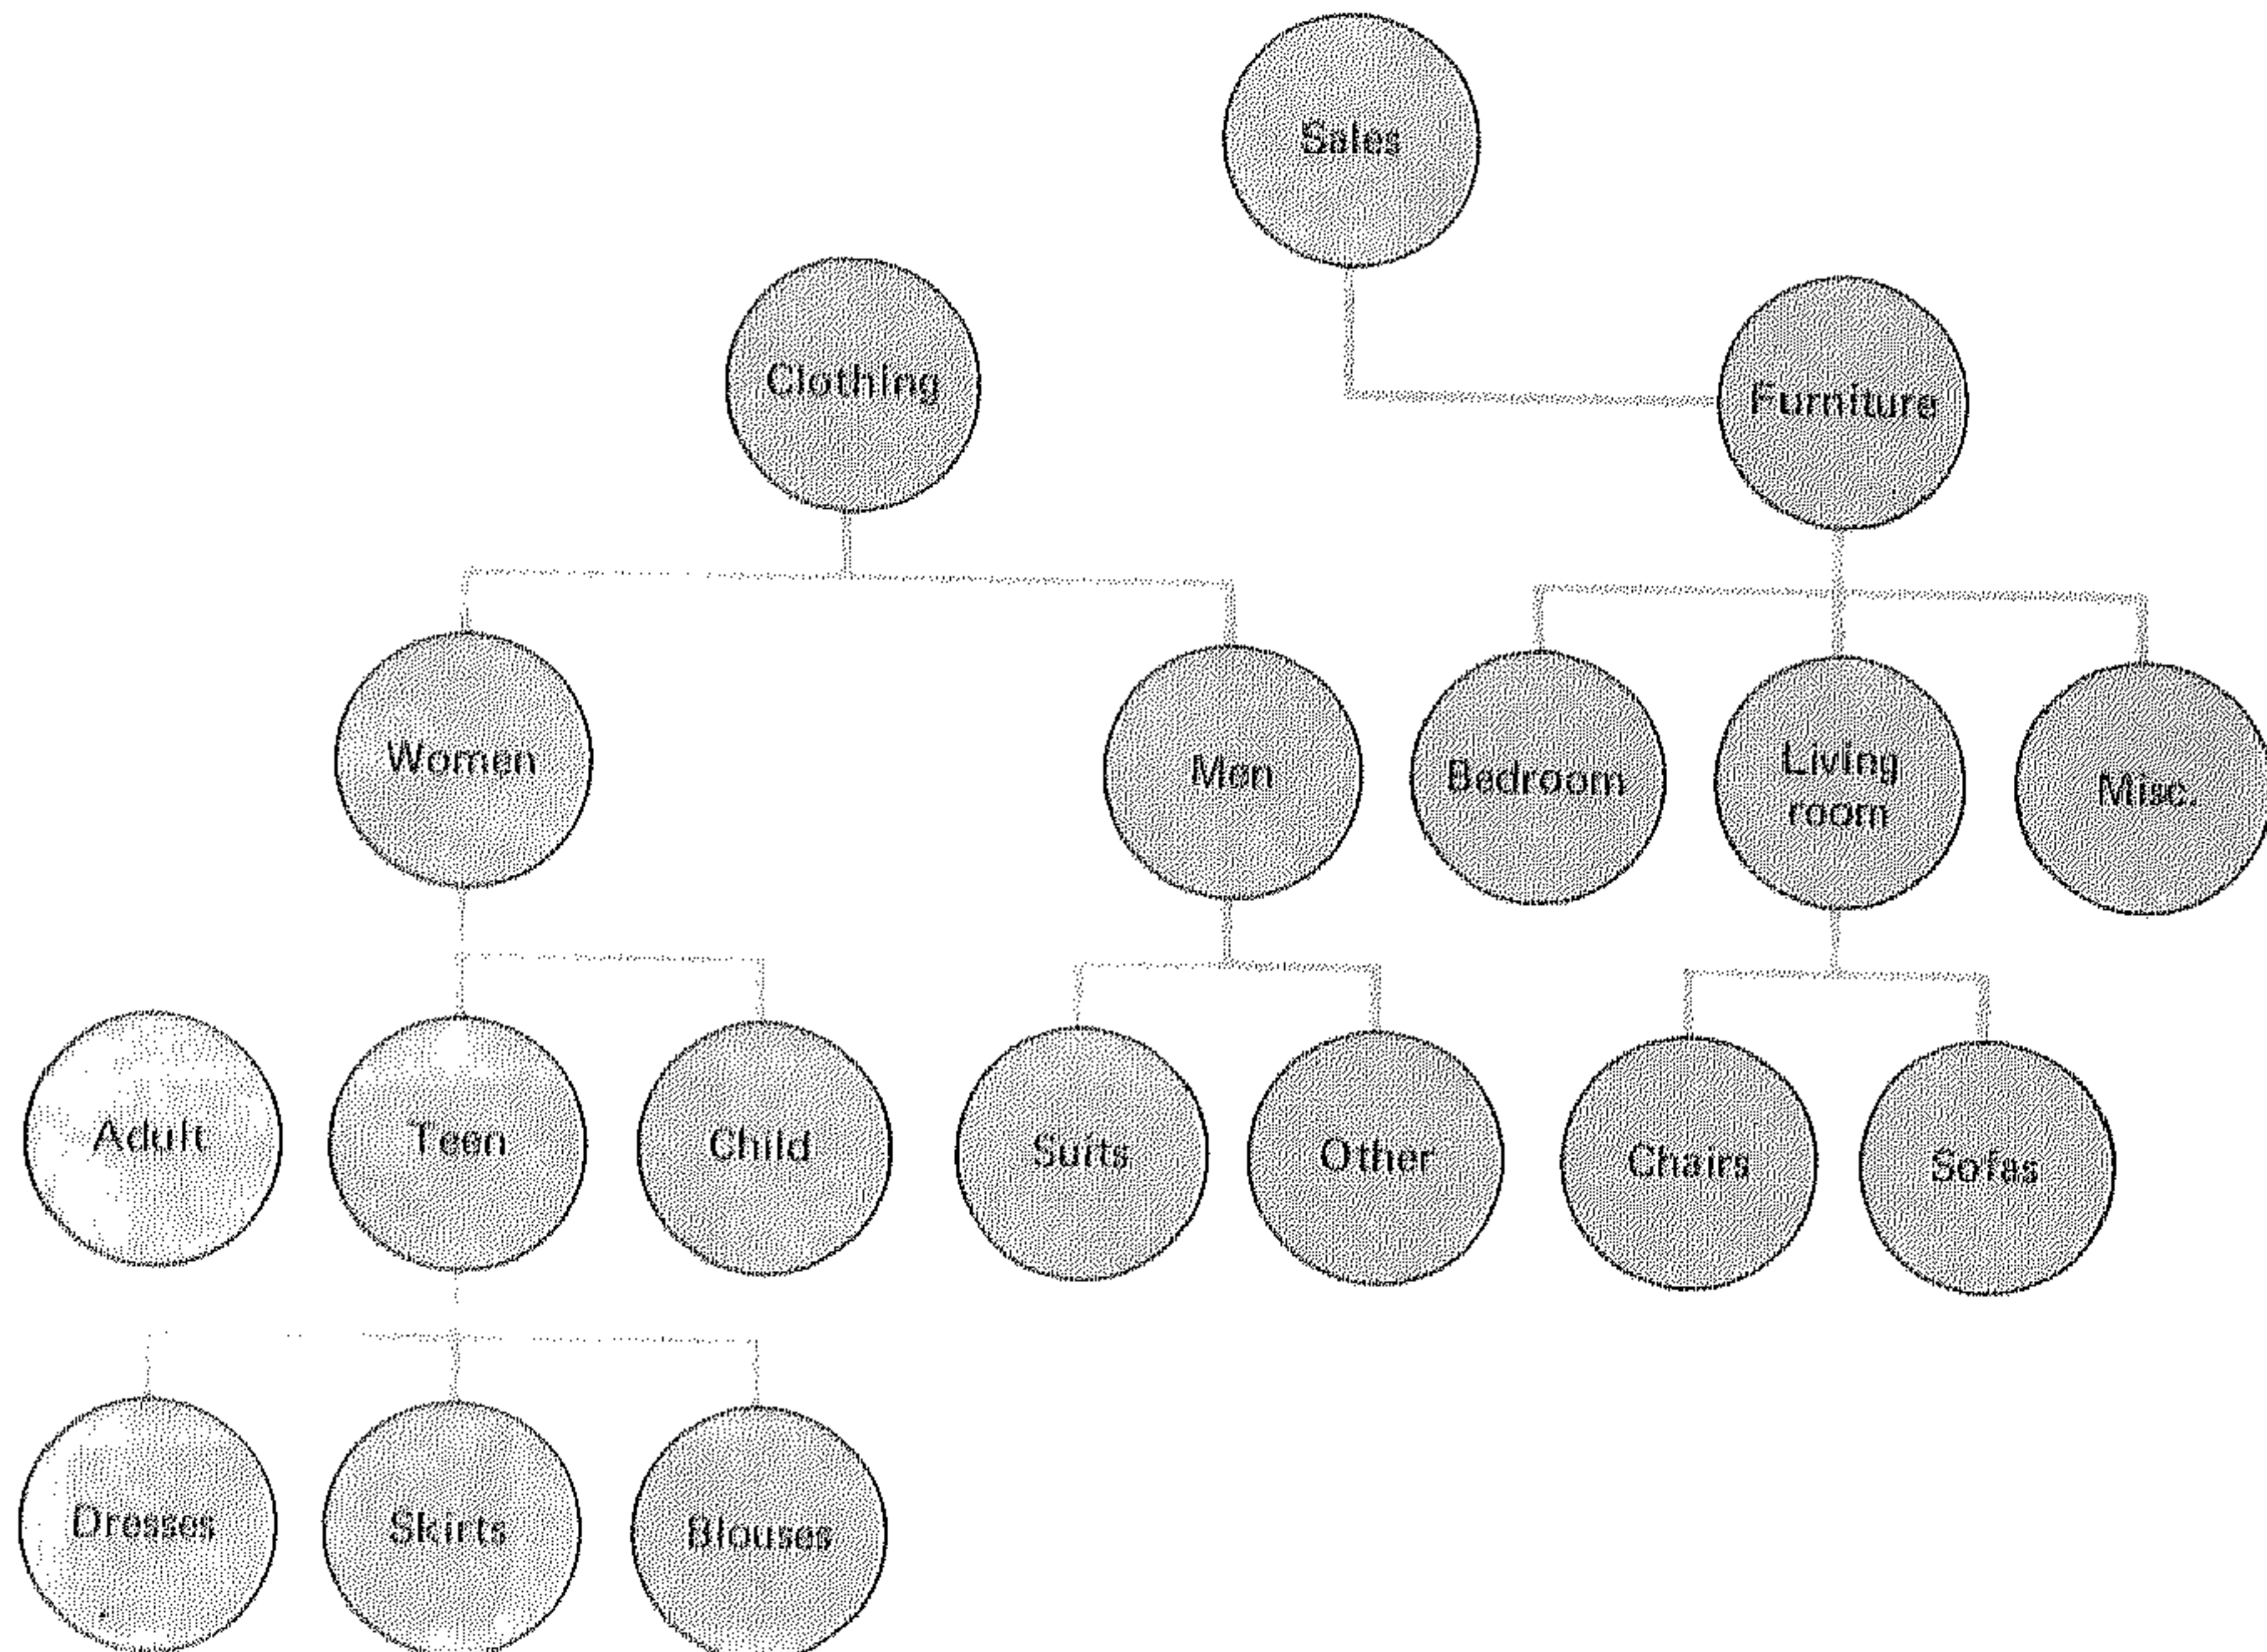 Sales
Clothing
Furniture
Women
Men
Bedroom
Living
room
Misc.
Adult
Teen
Child
Suits
Other
Chairs
Sofas
Dresses
Skirts
Blouses